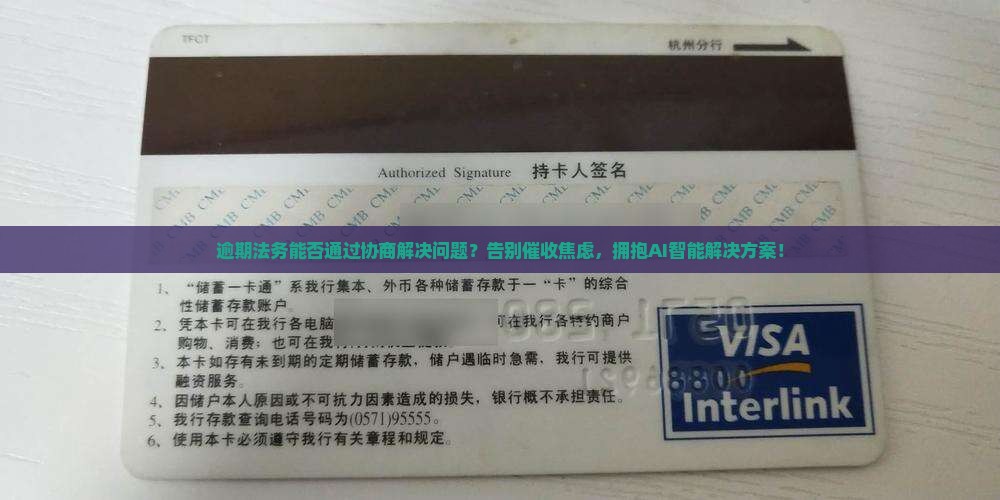 TFCT
杭州分行
Authorized Signature 持卡人签名
CMB CMB CMB CMB CMB
逾期法务能否通过协商解决问题？告别催收焦虑，拥抱AI智能解决方案！
1、“储蓄一卡通”系我行集本、外币各种储蓄存款于一“卡”的综合
性储蓄存款账户
2、凭本卡可在我行各电脑 可在我行各特约商户
购物、消费；也可在我
3、本卡如存有未到期的定期储蓄存款，储户遇临时急需，我行可提供
融资服务。
4、因储户本人原因或不可抗力因素造成的损失，银行概不承担责任。
5、我行存款查询电话号码为(0571)95555。
6、使用本卡必须遵守我行有关章程和规定。
VISA
Interlink